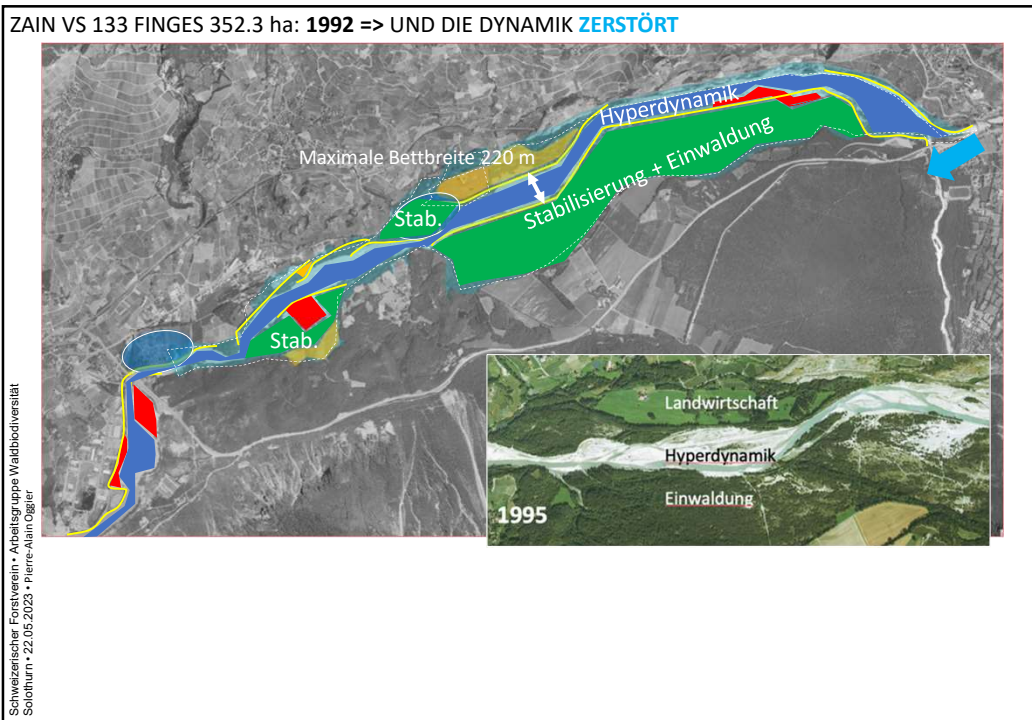 ZAIN VS 133 FINGES 352.3 ha: 1992 => UND DIE DYNAMIK ZERSTÖRT
Hyperdynamik
Maximale Bettbreite 220 m
Stabilisierung + Einwaldung
Stab.
Stab.
Landwirtschaft
Hyperdynamik
Einwaldung
1995
Schweizerischer Forstverein • Arbeitsgruppe Waldbiodiversität
Solothurn • 22.05.2023 • Pierre-Alain Oggier